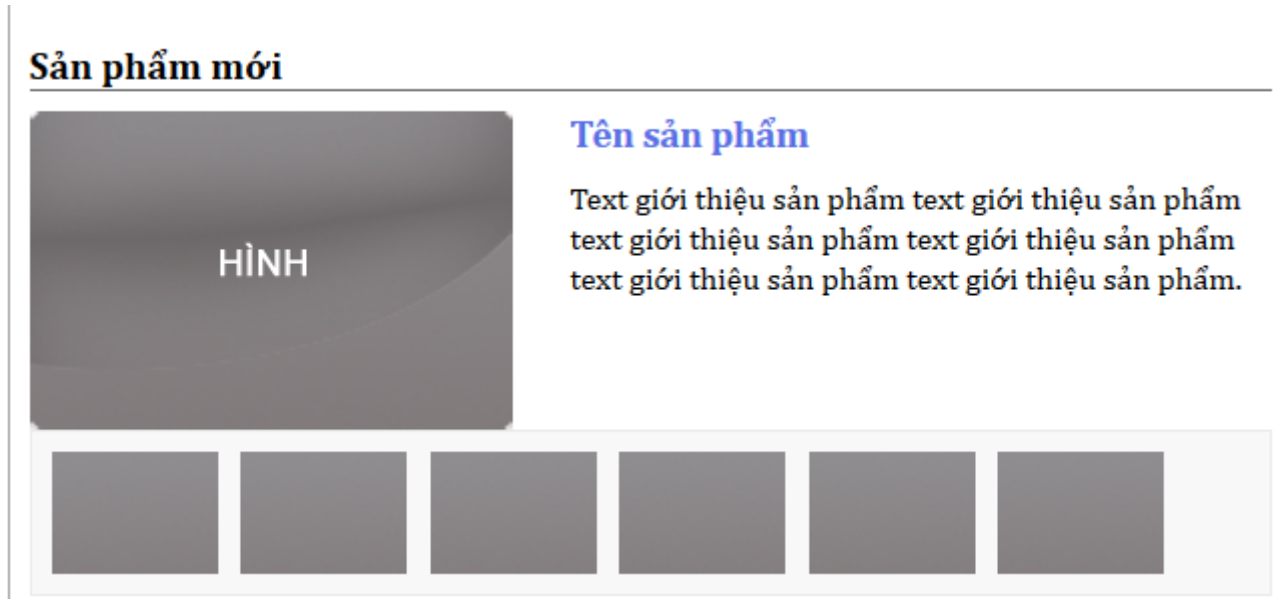 Sản phẩm mới
HÌNH
Tên sản phẩm
Text giới thiệu sản phẩm text giới thiệu sản phẩm
text giới thiệu sản phẩm text giới thiệu sản phẩm
text giới thiệu sản phẩm text giới thiệu sản phẩm.